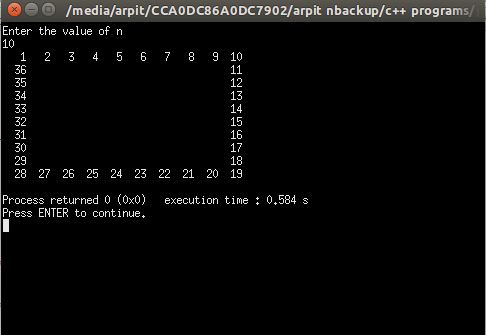 /media/arpit/CCA0DC86A0DC7902/arpit nbackup/c++ programs/
Enter the value of n
10
1 2 3 4 5 6 7 8 9 10
36 11
35 12
34 13
33 14
32 15
31 16
30 17
29 18
28 27 26 25 24 23 22 21 20 19
Process returned 0 (0x0) execution time : 0.584 s
Press ENTER to continue.